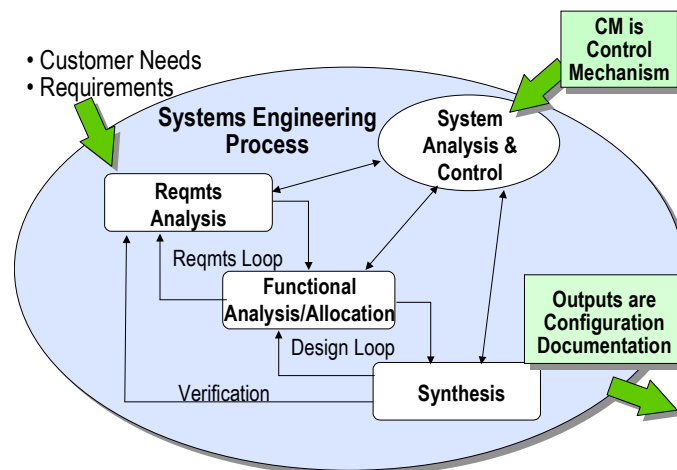 • Customer Needs
• Requirements
CM is
Control
Mechanism
Systems Engineering
Process
System
Analysis &
Control
Reqmts
Analysis
Reqmts Loop
Functional
Analysis/Allocation
Design Loop
Outputs are
Configuration
Documentation
Verification
Synthesis